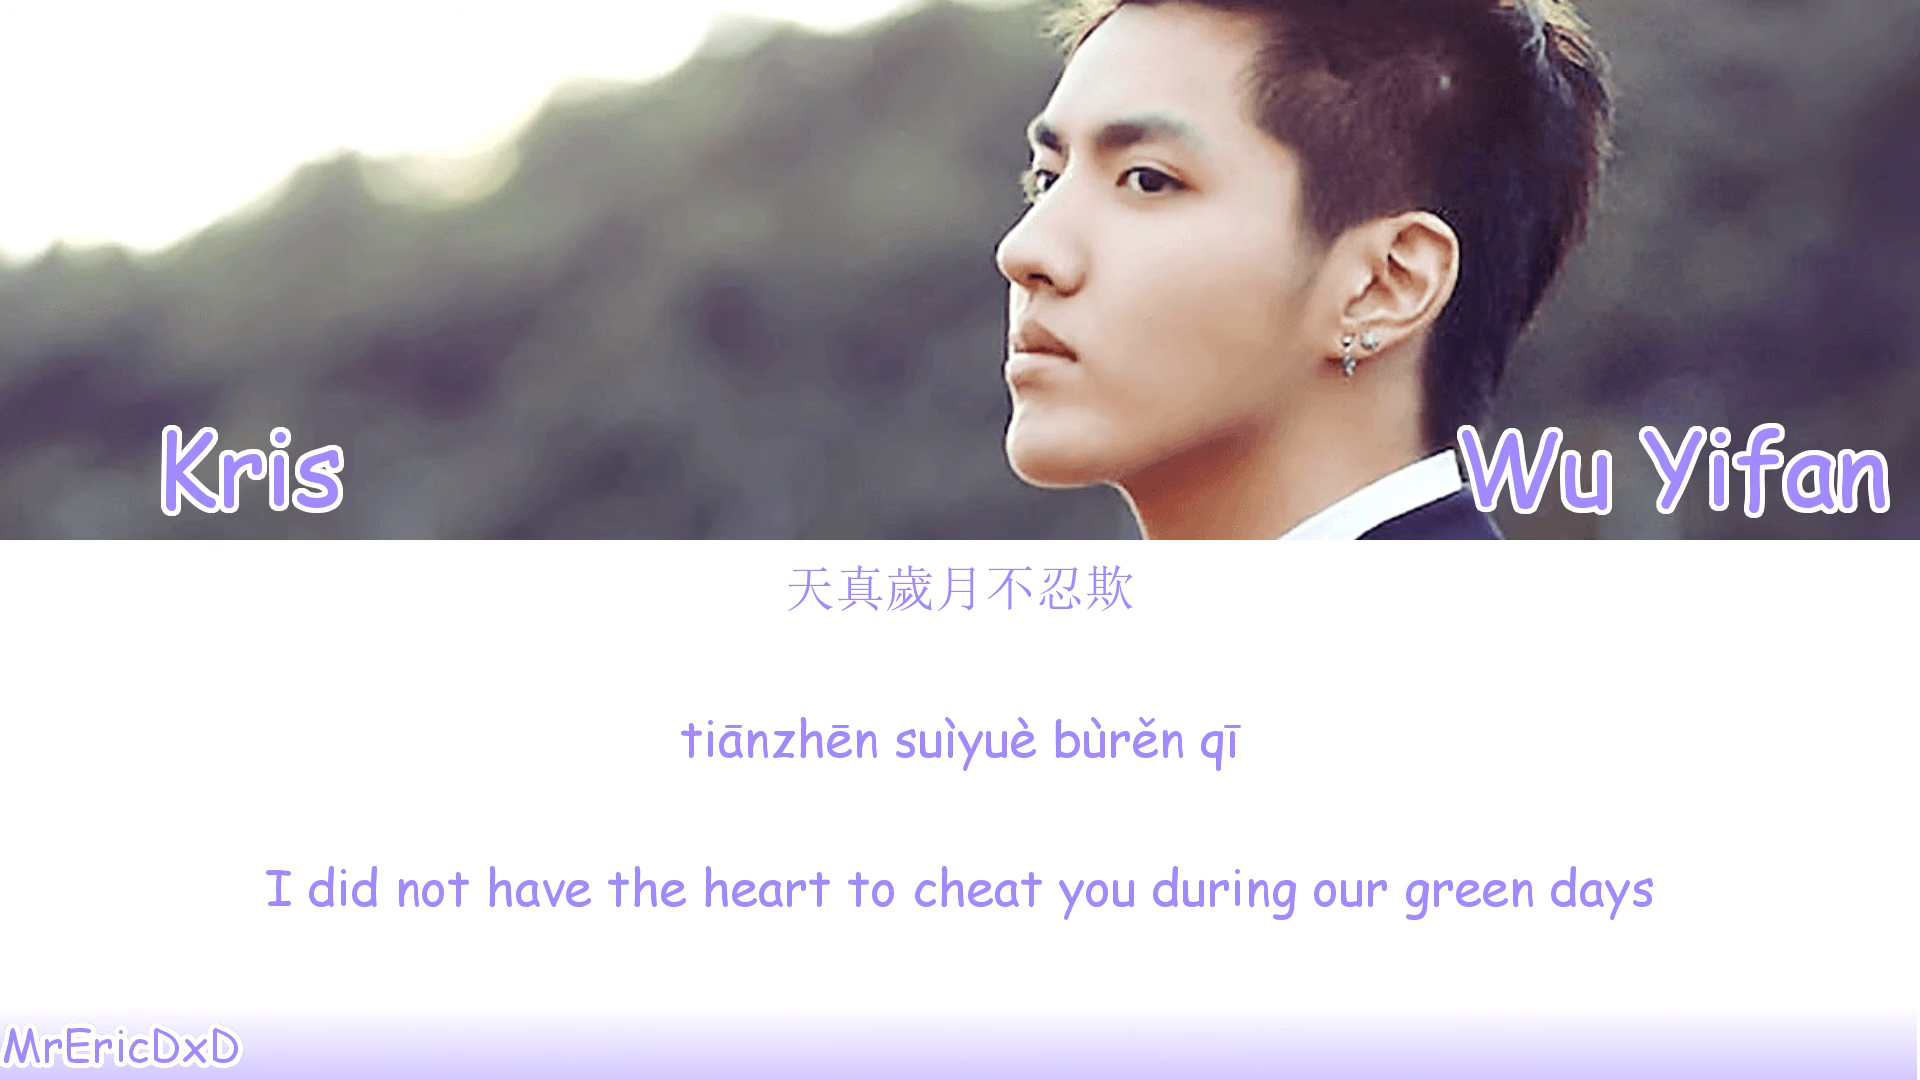 Kris
Wu Yifan
天真歲月不忍欺
tiānzhēn suìyuè bùrěn qī
I did not have the heart to cheat you during our green days
MrEricDxD